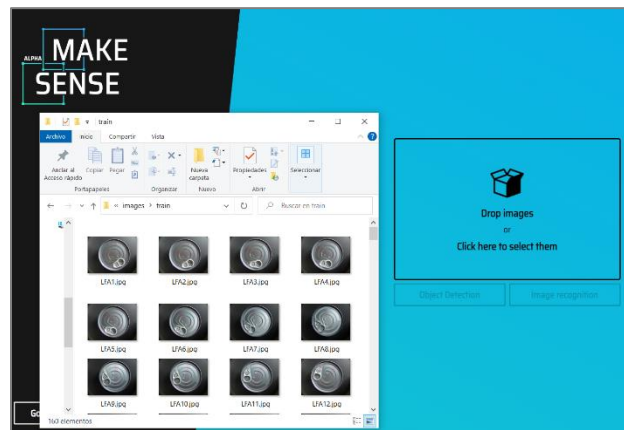 ALPHA MAKE
SENSE
train
Archivo Inicio Compartir Vista
Anclar al
Acceso rápido
Copiar Pegar
Nueva
carpeta
Propiedades
Seleccionar
Portapapeles Organizar Nuevo Abrir
images train
Buscar en train
LFA1.jpg LFA2.jpg LFA3.jpg LFA4.jpg
LFA5.jpg LFA6.jpg LFA7.jpg LFA8.jpg
LFA9.jpg LFA10.jpg LFA11.jpg LFA12.jpg
160 elementos
Drop images
or
Click here to select them
Object Detection Image recognition